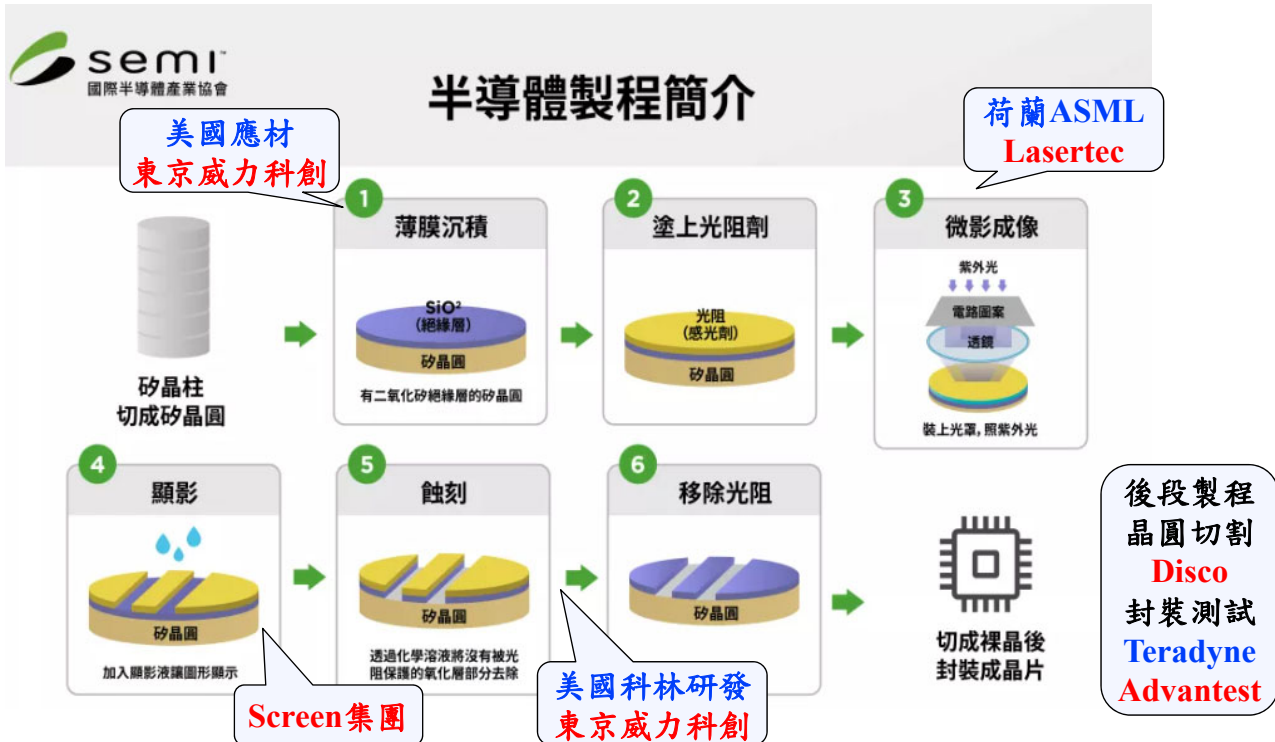 semi™
國際半導體產業協會
半導體製程簡介
美國應材
東京威力科創
荷蘭ASML
Lasertec
矽晶柱
切成矽晶圓
1
薄膜沉積
SiO²
(絕緣層)
矽晶圓
有二氧化矽絕緣層的矽晶圓
2
塗上光阻劑
光阻
(感光劑)
矽晶圓
3
微影成像
紫外光
電路圖案
透鏡
裝上光罩,照紫外光
4
顯影
矽晶圓
加入顯影液讓圖形顯示
Screen集團
5
蝕刻
矽晶圓
透過化學溶液將沒有被光
阻保護的氧化層部分去除
美國科林研發
東京威力科創
6
移除光阻
矽晶圓
切成裸晶後
封裝成晶片
後段製程
晶圓切割
Disco
封裝測試
Teradyne
Advantest